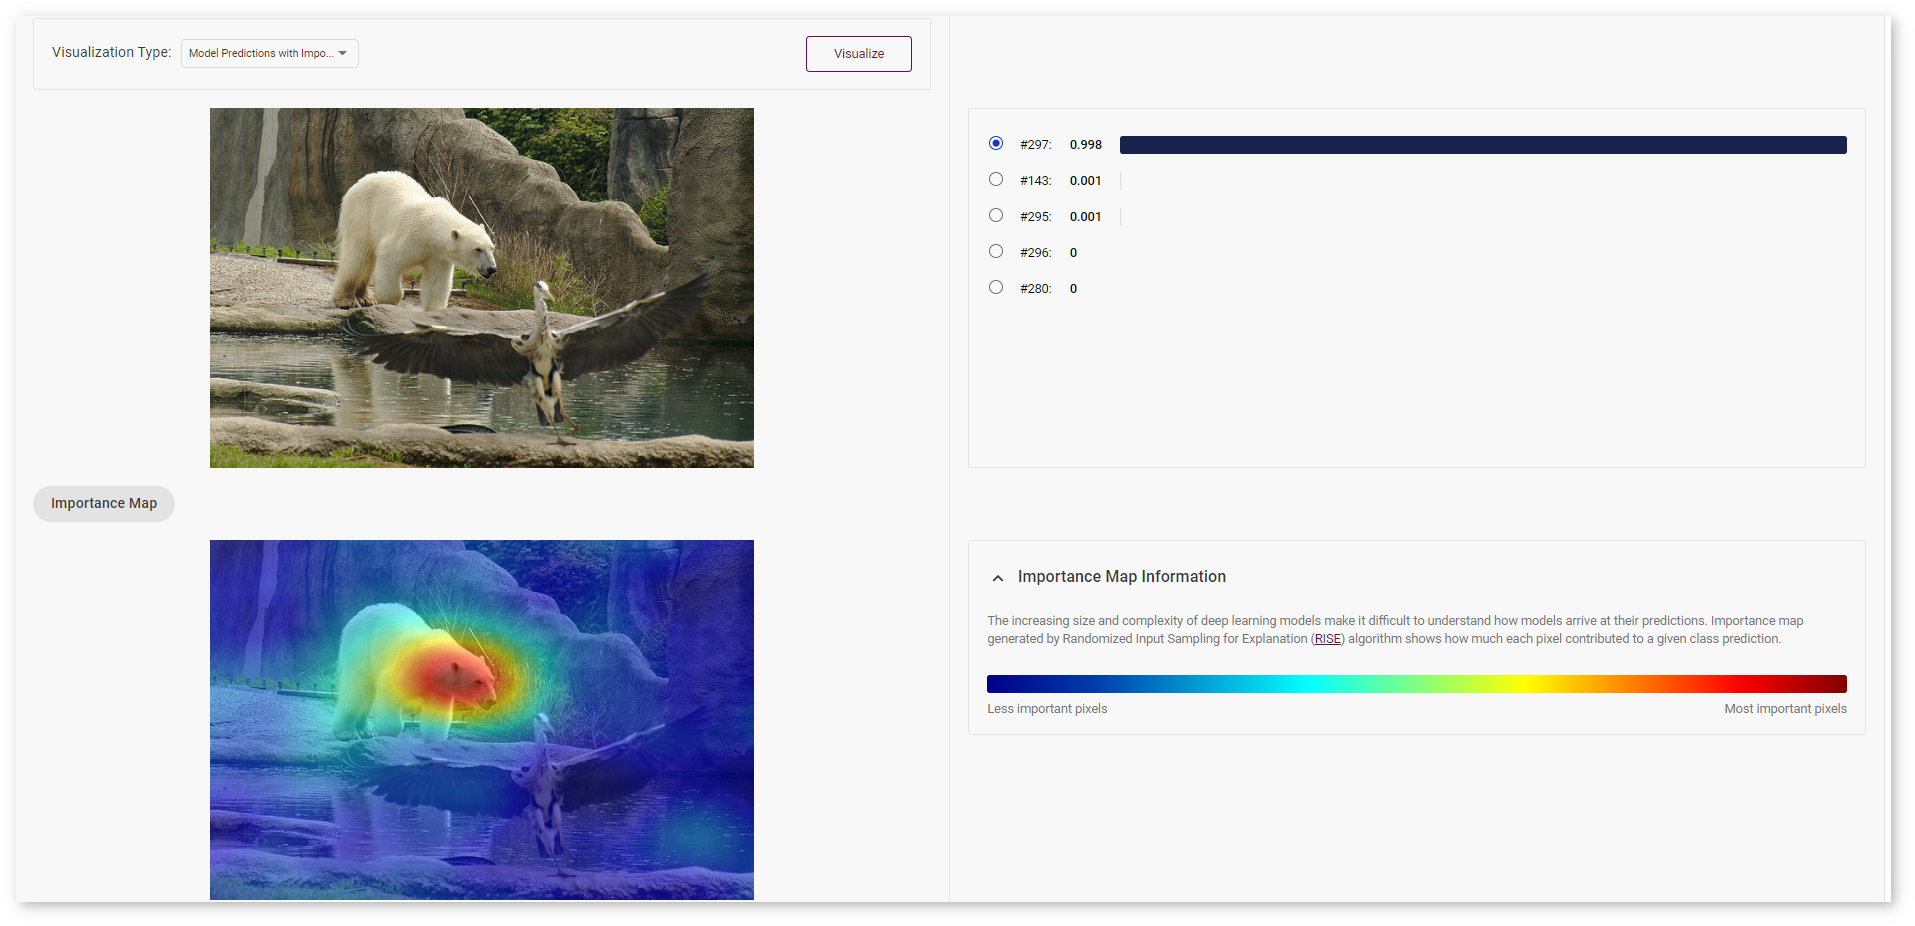 Visualization Type: Model Predictions with Impo...
Visualize
#297: 0.998
#143: 0.001
#295: 0.001
#296: 0
#280: 0
Importance Map
Importance Map Information
The increasing size and complexity of deep learning models make it difficult to understand how models arrive at their predictions. Importance map
generated by Randomized Input Sampling for Explanation (RISE) algorithm shows how much each pixel contributed to a given class prediction.
Less important pixels
Most important pixels